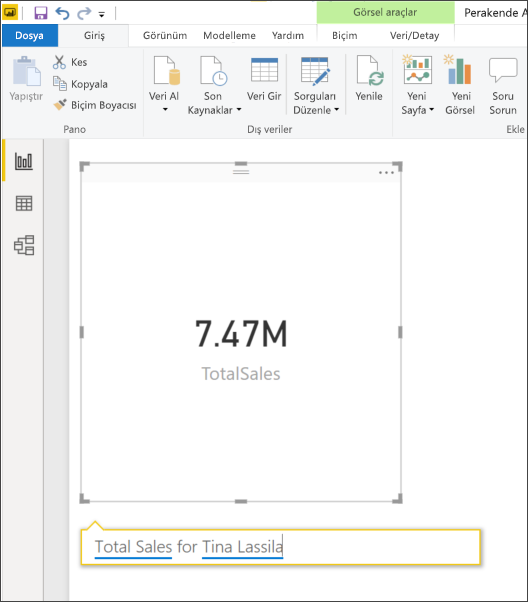 Görsel araçlar Perakende A
Dosya Giriş Görünüm Modelleme Yardım Biçim Veri/Detay
Yapıştır
Kes
Kopyala
Biçim Boyacısı
Pano
Veri Al
Son
Kaynaklar
Veri Gir
Sorguları
Düzenle
Dış veriler
Yenile
Yeni
Sayfa
Yeni
Görsel
Soru
Sorun
Ekle
7.47M
TotalSales
Total Sales for Tina Lassila